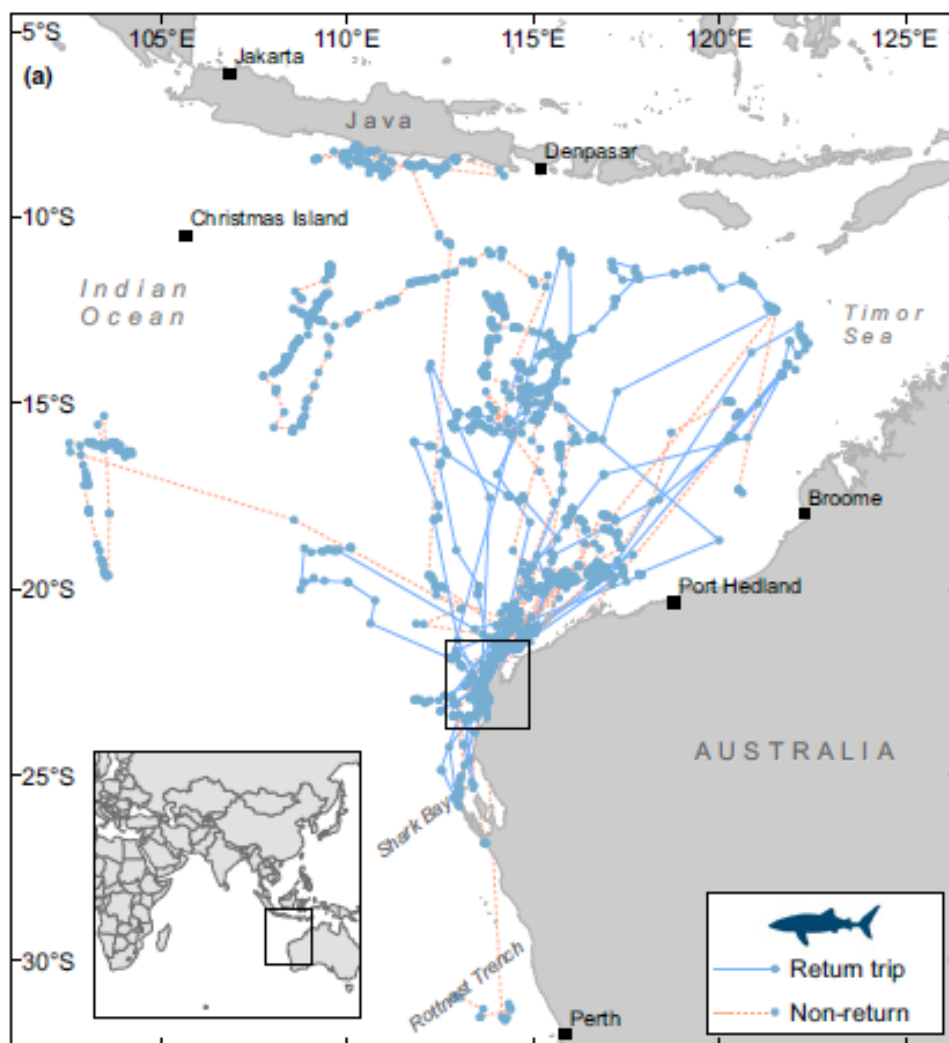 5°S
105°E
110°E
115°E
120°E
125°E
(a)
Jakarta
Java
Denpasar
10°S
Christmas Island
Indian
Ocean
Timor
Sea
15°S
Broome
20°S
Port Hedland
AUSTRALIA
25°S
Shark Bay
30°S
Rottnest Trench
Perth
Return trip
Non-return